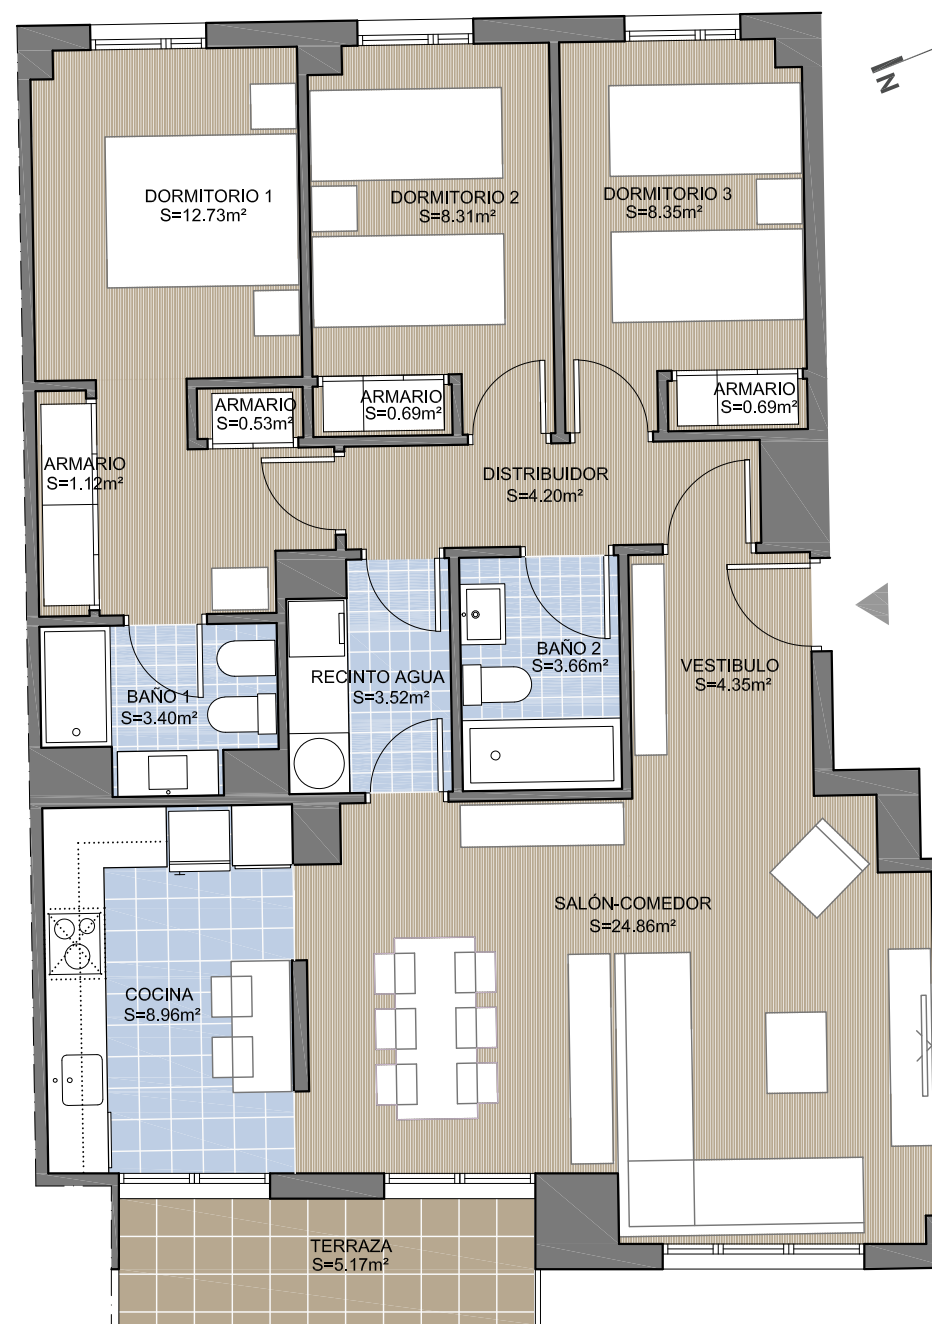 N
DORMITORIO 1
S=12.73m²
DORMITORIO 2
S=8.31m²
DORMITORIO 3
S=8.35m²
ARMARIO
S=0.53m²
ARMARIO
S=0.69m²
ARMARIO
S=0.69m²
ARMARIO
S=1.12m²
DISTRIBUIDOR
S=4.20m²
BAÑO 1
S=3.40m²
RECINTO AGUA
S=3.52m²
BAÑO 2
S=3.66m²
VESTIBULO
S=4.35m²
SALÓN-COMEDOR
S=24.86m²
COCINA
S=8.96m²
TERRAZA
S=5.17m²